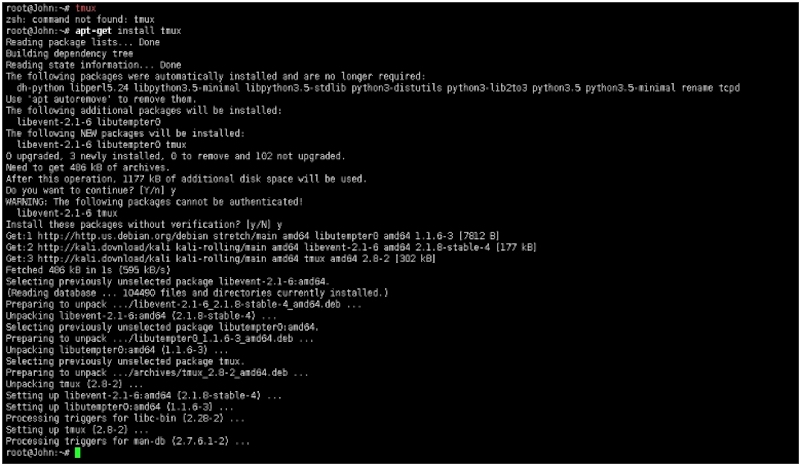 root@John:~# tmux
zsh: command not found: tmux
root@John:~# apt-get install tmux
Reading package lists... Done
Building dependency tree
Reading state information... Done
The following packages were automatically installed and are no longer required:
  dh-python libperl5.24 libpython3.5-minimal libpython3.5-stdlib python3-distutils python3-lib2to3 python3.5 python3.5-minimal rename tcpd
Use 'apt autoremove' to remove them.
The following additional packages will be installed:
  libevent-2.1-6 libutempter0
The following NEW packages will be installed:
  libevent-2.1-6 libutempter0 tmux
0 upgraded, 3 newly installed, 0 to remove and 102 not upgraded.
Need to get 486 kB of archives.
After this operation, 1177 kB of additional disk space will be used.
Do you want to continue? [Y/n] y
WARNING: The following packages cannot be authenticated!
  libevent-2.1-6 tmux
Install these packages without verification? [y/N] y
Get:1 http://http.us.debian.org/debian stretch/main amd64 libutempter0 amd64 1.1.6-3 [7812 B]
Get:2 http://kali.download/kali kali-rolling/main amd64 libevent-2.1-6 amd64 2.1.8-stable-4 [177 kB]
Get:3 http://kali.download/kali kali-rolling/main amd64 tmux amd64 2.8-2 [302 kB]
Fetched 486 kB in 1s (595 kB/s)
Selecting previously unselected package libevent-2.1-6:amd64.
(Reading database ... 104490 files and directories currently installed.)
Preparing to unpack .../libevent-2.1-6_2.1.8-stable-4_amd64.deb ...
Unpacking libevent-2.1-6:amd64 (2.1.8-stable-4) ...
Selecting previously unselected package libutempter0:amd64.
Preparing to unpack .../libutempter0_1.1.6-3_amd64.deb ...
Unpacking libutempter0:amd64 (1.1.6-3) ...
Selecting previously unselected package tmux.
Preparing to unpack .../archives/tmux_2.8-2_amd64.deb ...
Unpacking tmux (2.8-2) ...
Setting up libevent-2.1-6:amd64 (2.1.8-stable-4) ...
Setting up libutempter0:amd64 (1.1.6-3) ...
Processing triggers for libc-bin (2.28-2) ...
Setting up tmux (2.8-2) ...
Processing triggers for man-db (2.7.6.1-2) ...
root@John:~#